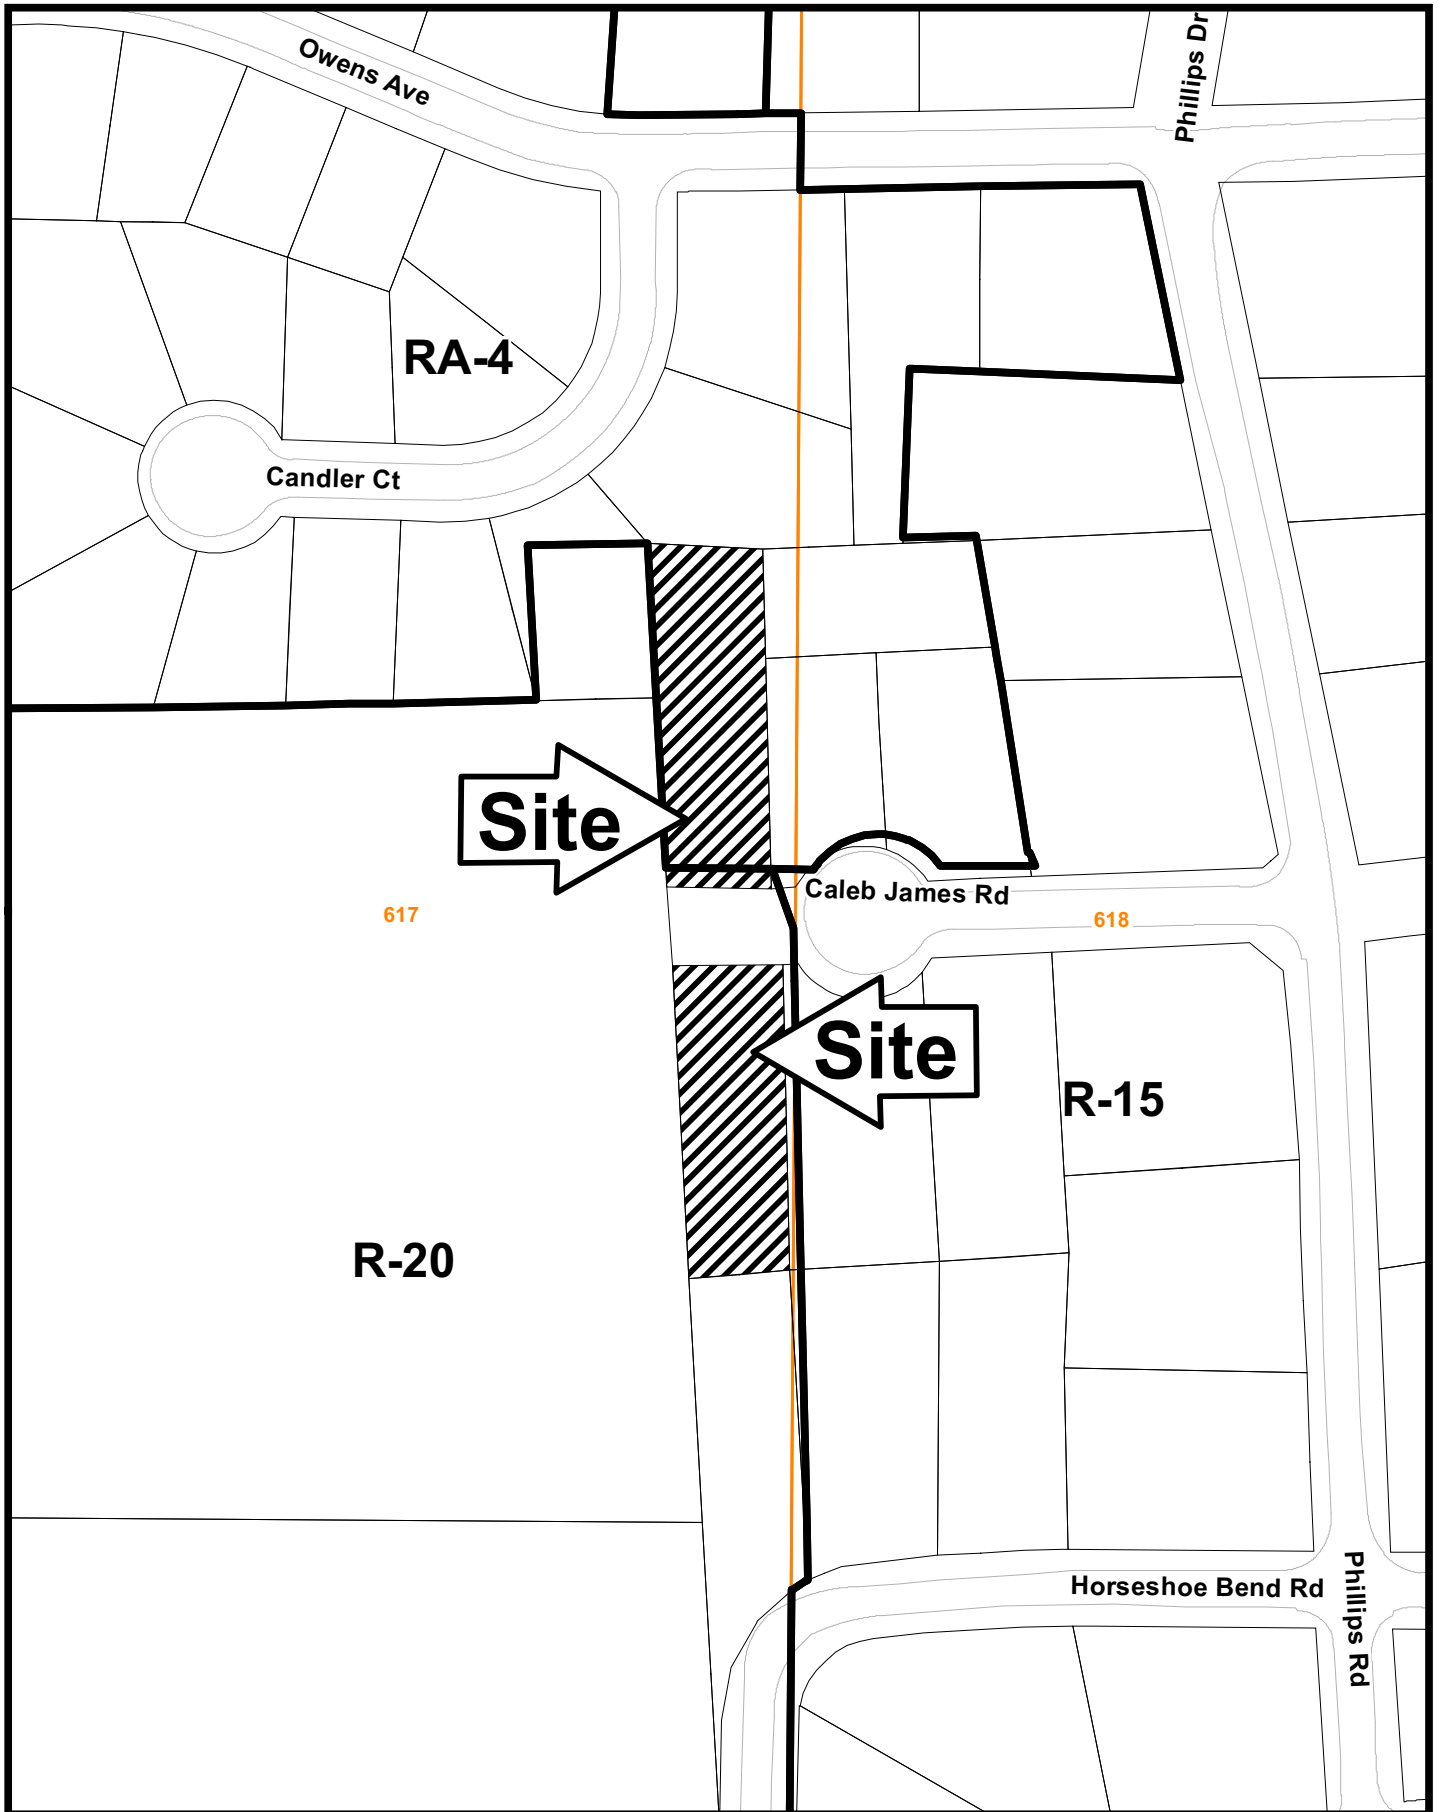 Owens Ave
Phillips Dr
RA-4
Candler Ct
Site
Caleb James Rd
617
618
Site
R-15
R-20
Horseshoe Bend Rd
Phillips Rd